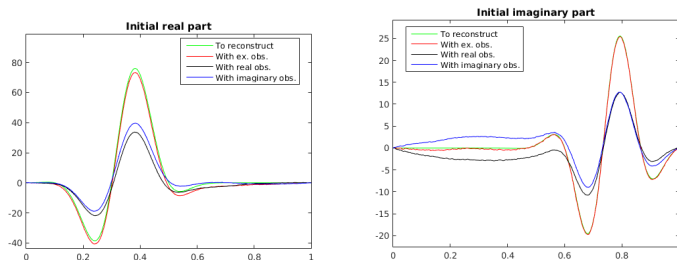 Initial real part
To reconstruct
With ex. obs.
With real obs.
With imaginary obs.
80
60
40
20
0
-20
-40
0
0.2
0.4
0.6
0.8
1
Initial imaginary part
To reconstruct
With ex. obs.
With real obs.
With imaginary obs.
25
20
15
10
5
0
-5
-10
-15
-20
0
0.2
0.4
0.6
0.8
1